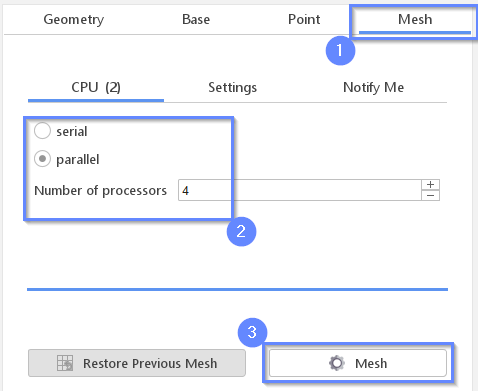 Geometry Base Point Mesh
1
CPU (2) Settings Notify Me
serial
parallel
Number of processors 4 +
−
2
3
Restore Previous Mesh Mesh